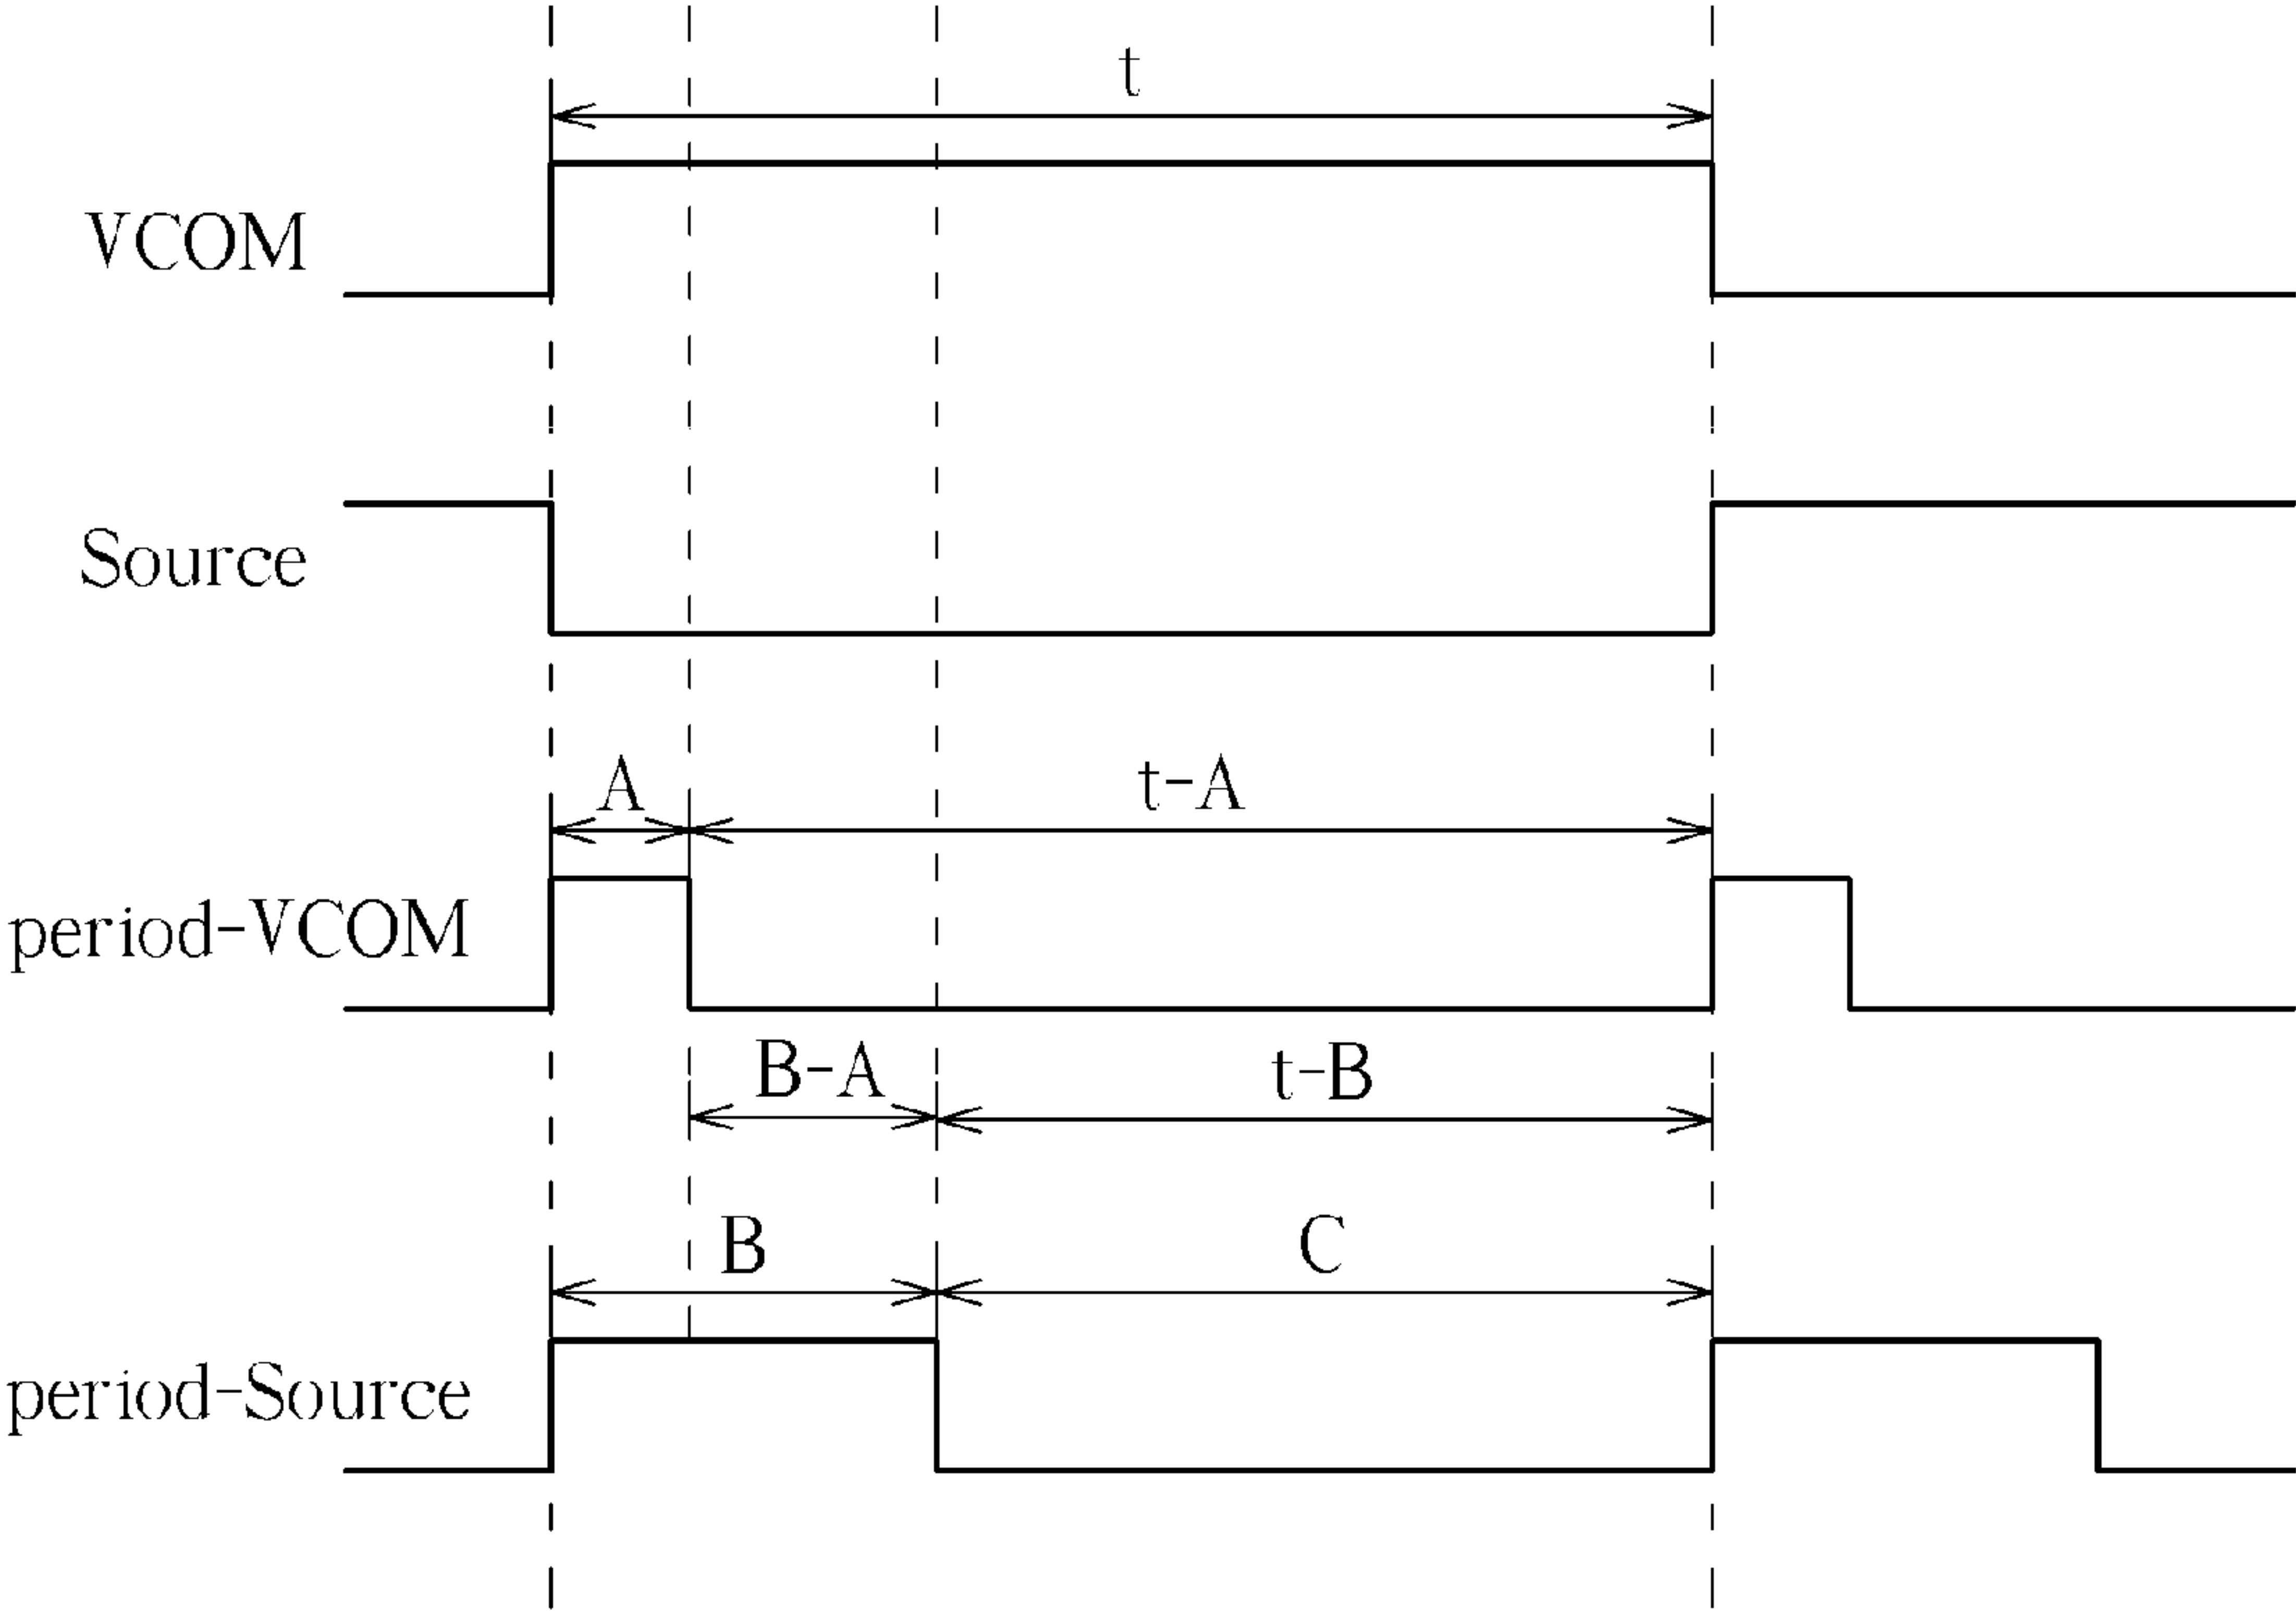 t
VCOM
Source
A
t-A
period-VCOM
B-A
t-B
B
C
period-Source